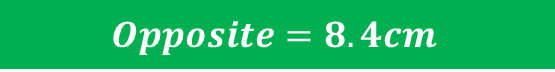 Opposite = 8.4cm